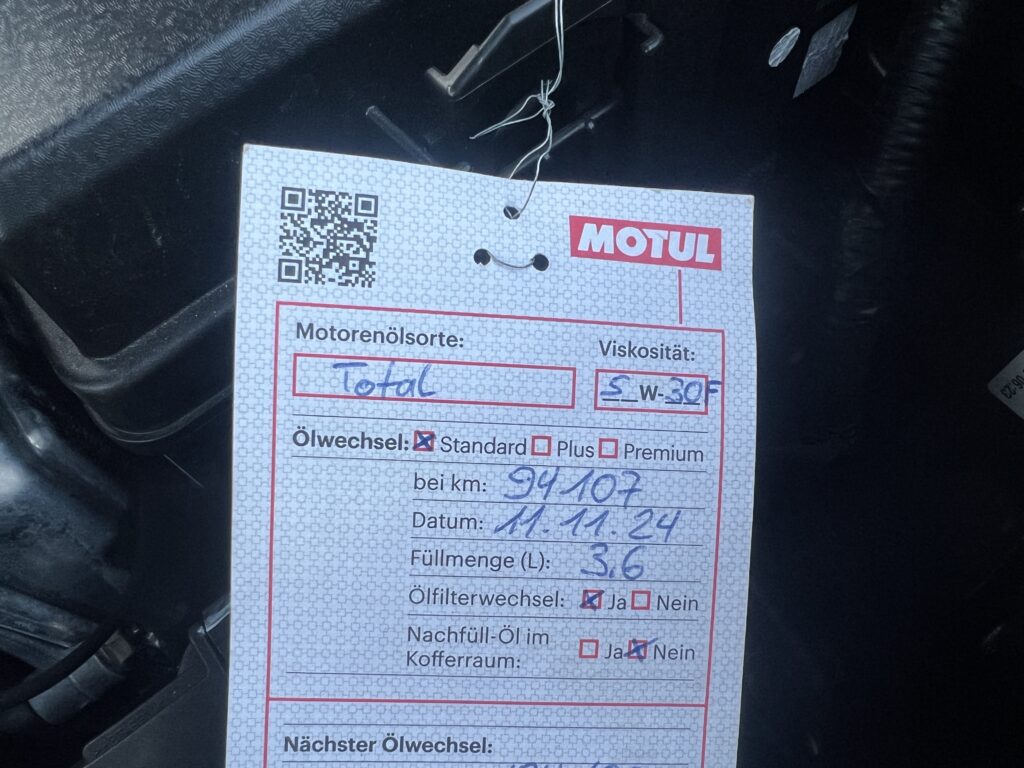 MOTUL
Motorenölsorte: Viskosität:
Total 5 W-30F
Ölwechsel: Standard Plus Premium
bei km: 94107
Datum: 11.11.24
Füllmenge (L): 3,6
Ölfilterwechsel: Ja Nein
Nachfüll-Öl im
Kofferraum: Ja Nein
Nächster Ölwechsel: